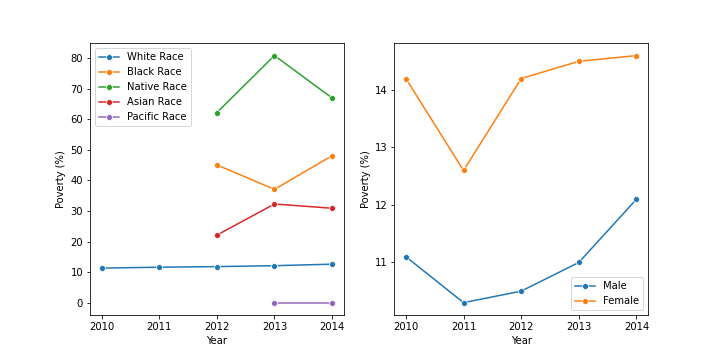 White Race
Black Race
Native Race
Asian Race
Pacific Race
80
70
60
50
40
30
20
10
0
Poverty (%)
2010 2011 2012 2013 2014
Year
14
13
12
11
Poverty (%)
Male
Female
2010 2011 2012 2013 2014
Year